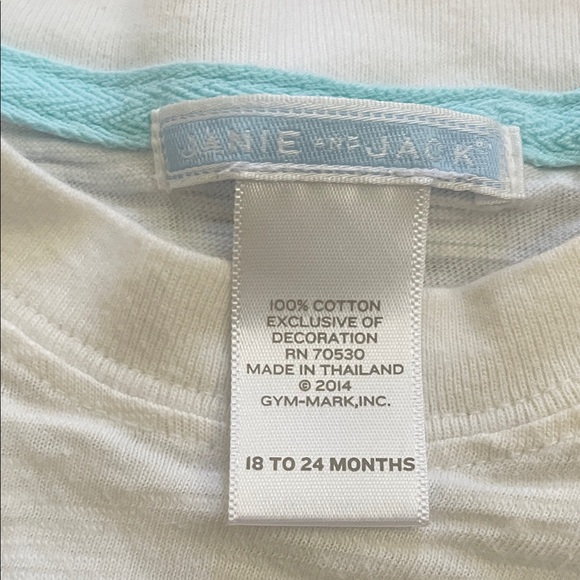 JANIE AND JACK®
100% COTTON
EXCLUSIVE OF
DECORATION
RN 70530
MADE IN THAILAND
© 2014
GYM-MARK,INC.
18 TO 24 MONTHS